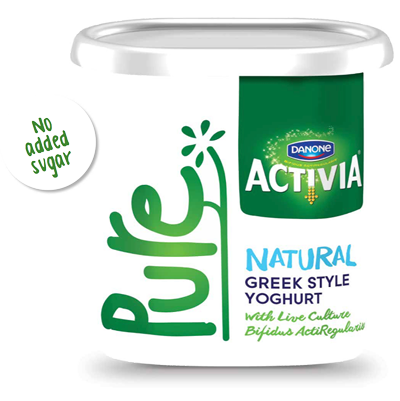 No
added
sugar
Pure
DANONE
ACTIVIA
NATURAL
GREEK STYLE
YOGHURT
With Live Culture
Bifidus ActiRegularis